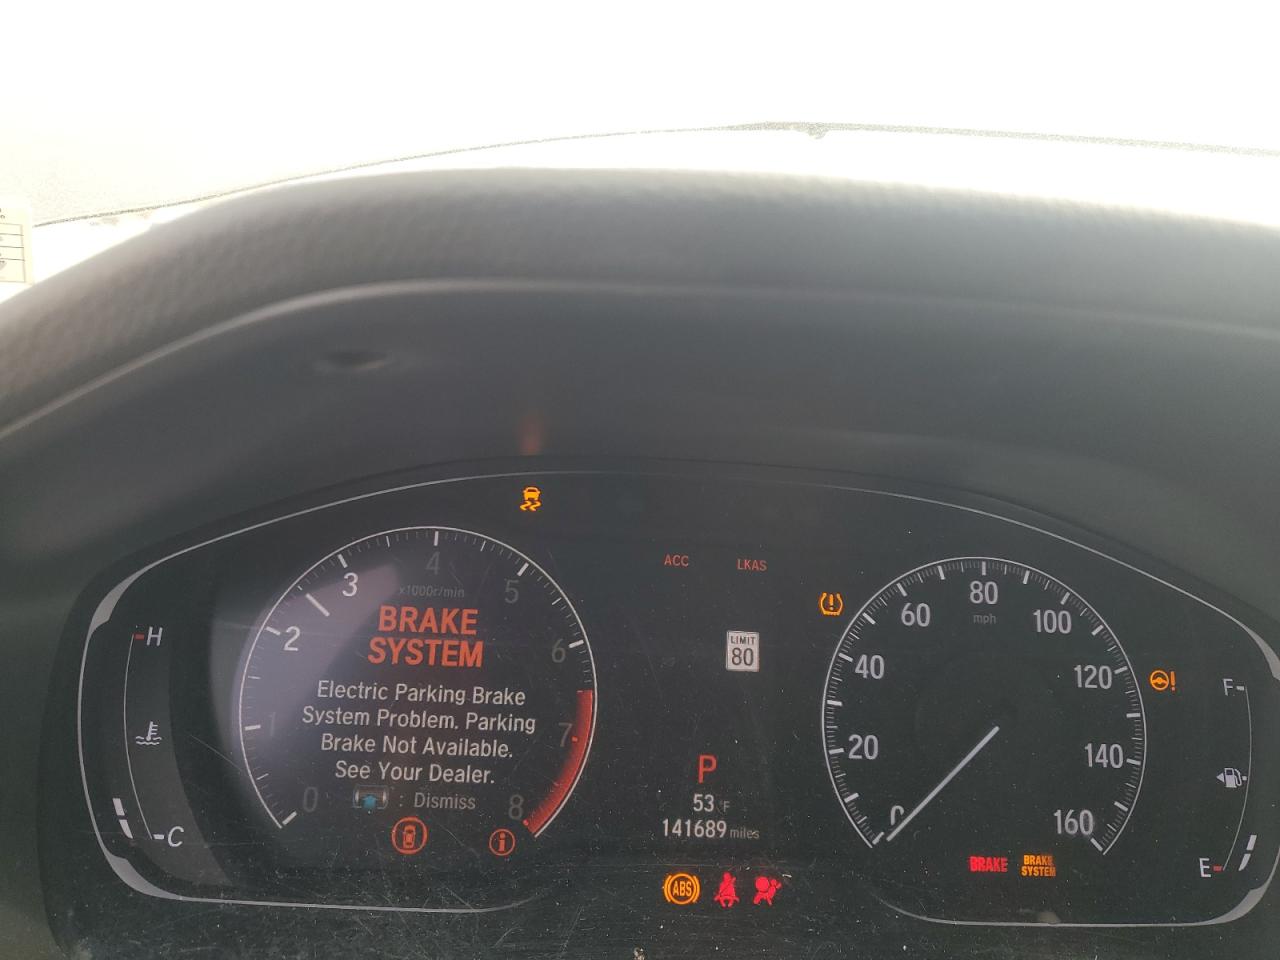 4
3
5
x1000r/min
BRAKE
SYSTEM
2
6
Electric Parking Brake
System Problem. Parking
Brake Not Available.
See Your Dealer.
: Dismiss
1
7
0
8
H
C
ACC
LKAS
LIMIT
80
P
53 °F
141689 miles
ABS
80
mph
60
100
40
120
20
140
160
BRAKE
BRAKE
SYSTEM
F
E